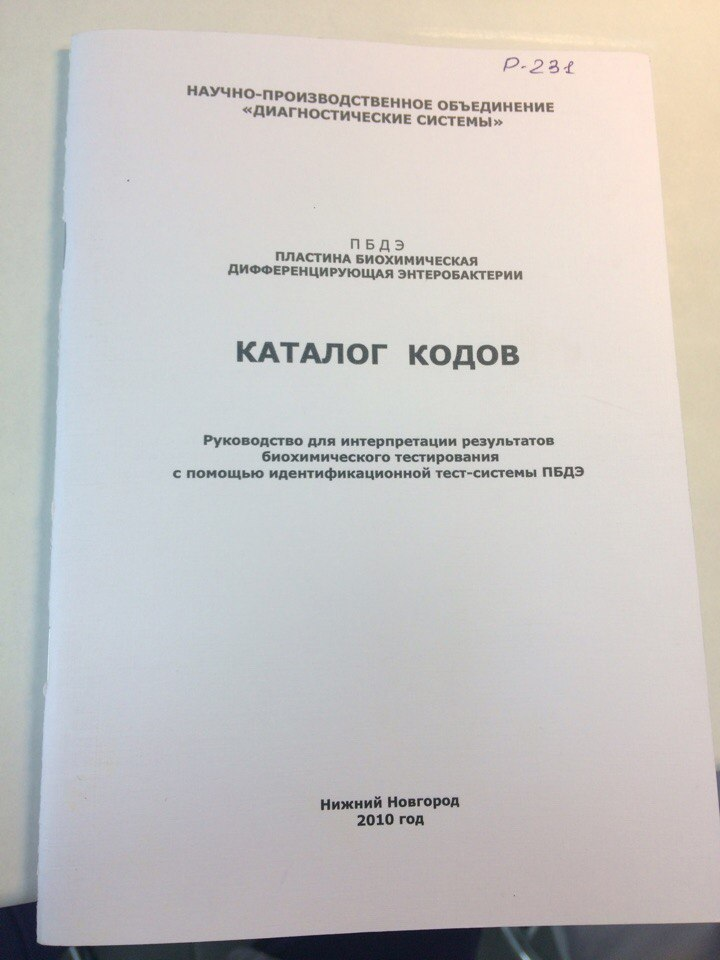 Р-231
НАУЧНО-ПРОИЗВОДСТВЕННОЕ ОБЪЕДИНЕНИЕ
«ДИАГНОСТИЧЕСКИЕ СИСТЕМЫ»
П Б Д Э
ПЛАСТИНА БИОХИМИЧЕСКАЯ
ДИФФЕРЕНЦИРУЮЩАЯ ЭНТЕРОБАКТЕРИИ
КАТАЛОГ КОДОВ
Руководство для интерпретации результатов
биохимического тестирования
с помощью идентификационной тест-системы ПБДЭ
Нижний Новгород
2010 год